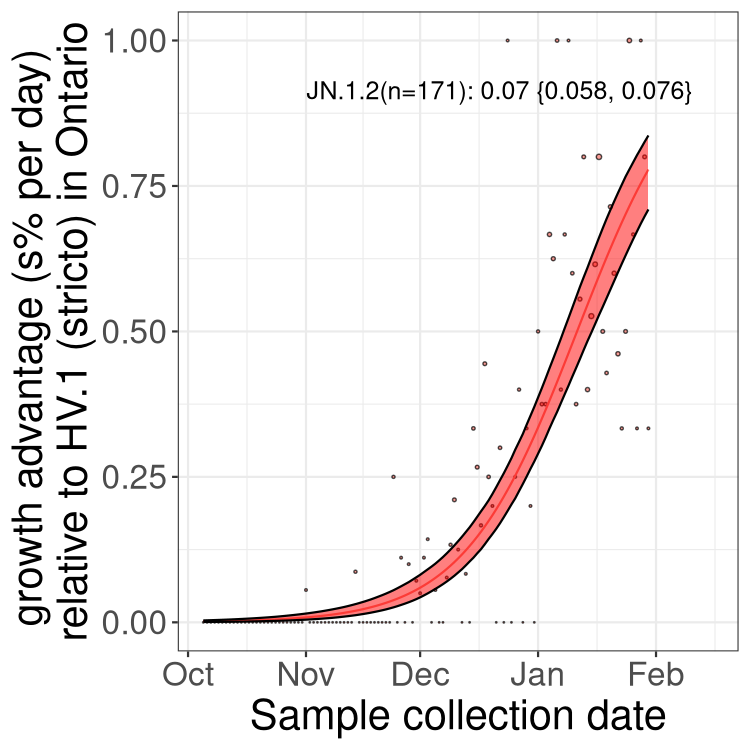 growth advantage (s% per day)
relative to HV.1 (stricto) in Ontario
1.00
0.75
0.50
0.25
0.00
JN.1.2(n=171): 0.07 {0.058, 0.076}
Oct Nov Dec Jan Feb
Sample collection date